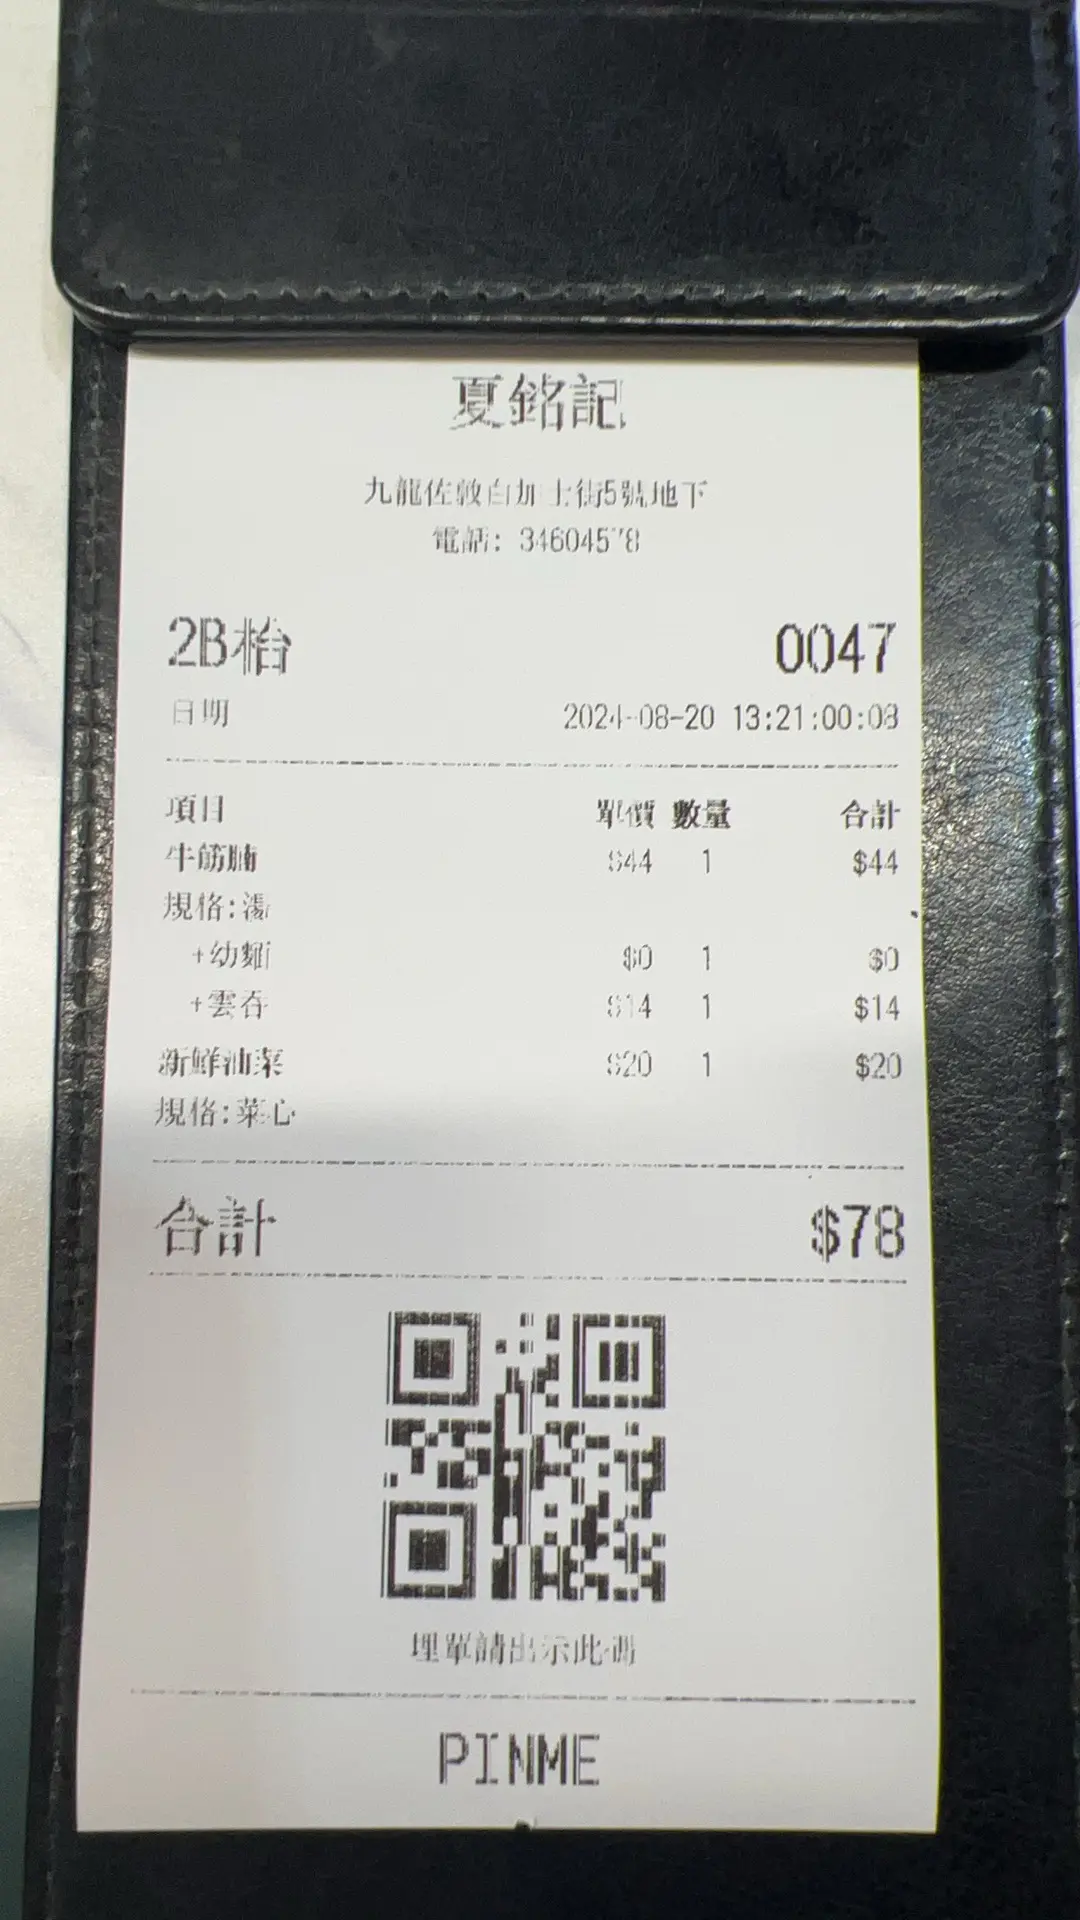 夏銘記
九龍佐敦白加士街5號地下
電話: 34604578
2B枱 0047
日期 2024-08-20 13:21:00:08
項目 單價 數量 合計
牛筋腩 $44 1 $44
規格:湯
+幼麵 $0 1 $0
+雲吞 $14 1 $14
新鮮油菜 $20 1 $20
規格:菜心
合計 $78
埋單請出示此碼
PINME